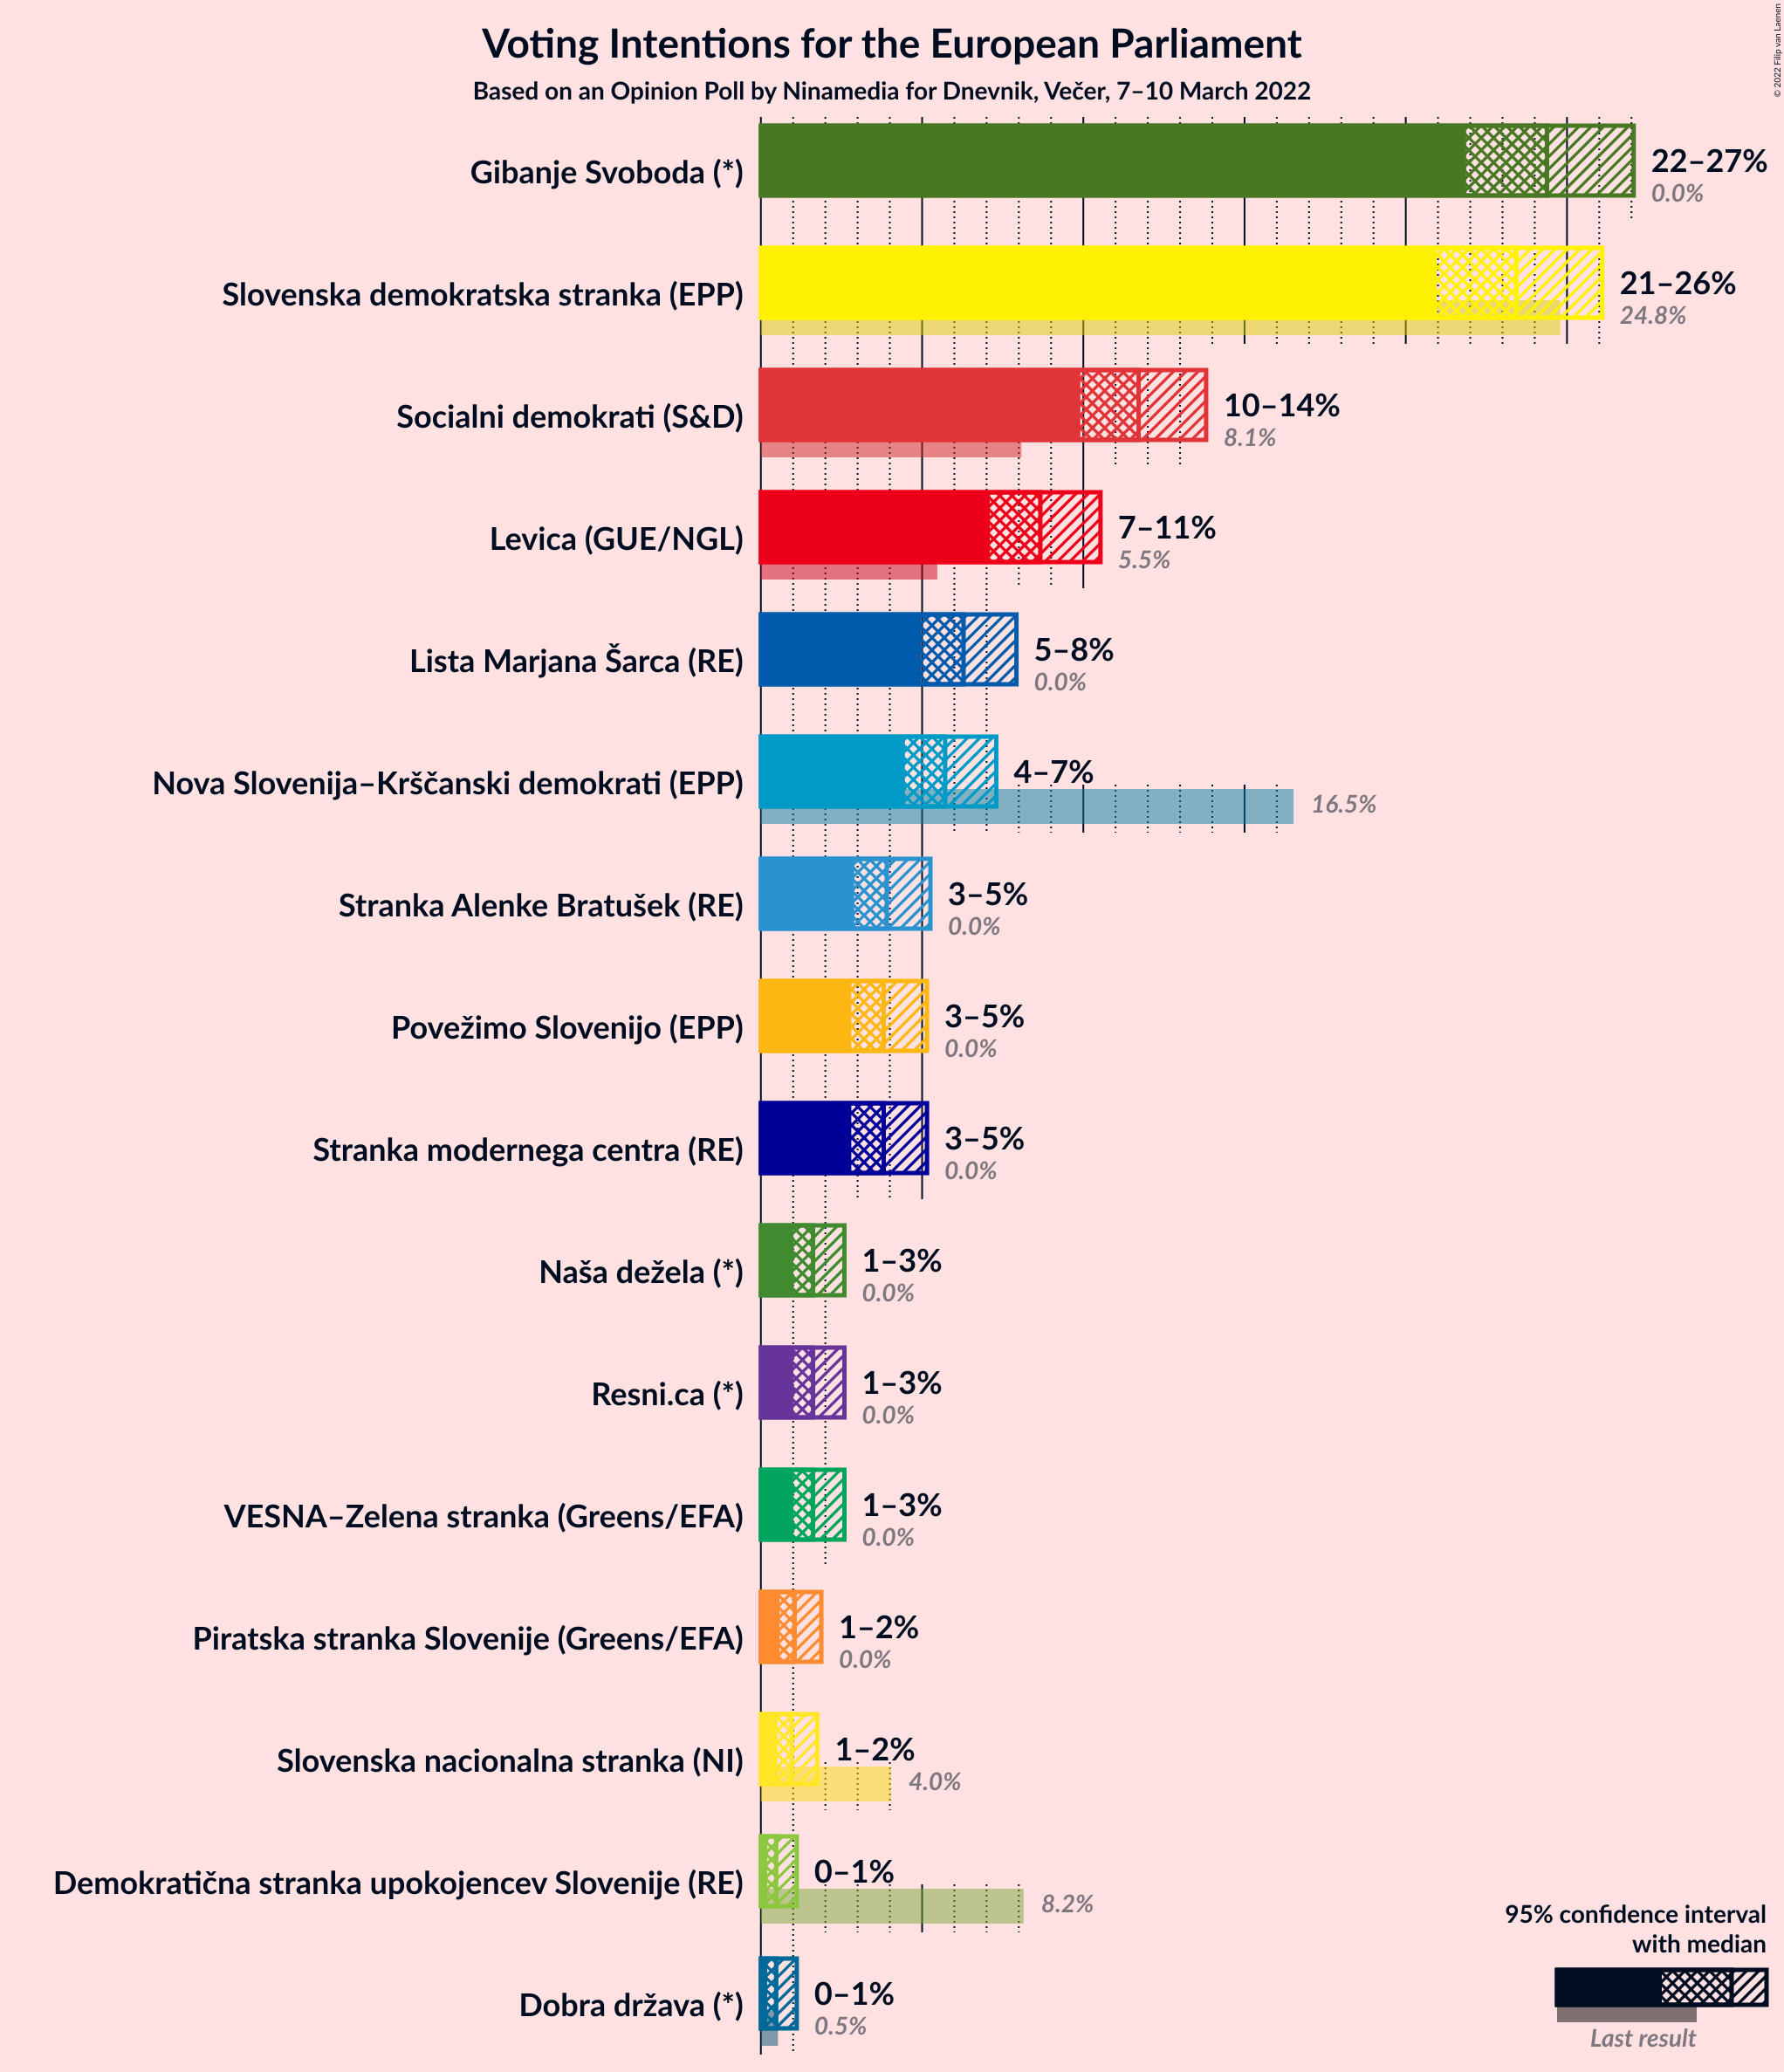 Voting Intentions for the European Parliament
Based on an Opinion Poll by Ninamedia for Dnevnik, Večer, 7–10 March 2022
© 2022 Filip van Laenen
Gibanje Svoboda (*)
22–27%
0.0%
Slovenska demokratska stranka (EPP)
21–26%
24.8%
Socialni demokrati (S&D)
10–14%
8.1%
Levica (GUE/NGL)
7–11%
5.5%
Lista Marjana Šarca (RE)
5–8%
0.0%
Nova Slovenija–Krščanski demokrati (EPP)
4–7%
16.5%
Stranka Alenke Bratušek (RE)
3–5%
0.0%
Povežimo Slovenijo (EPP)
3–5%
0.0%
Stranka modernega centra (RE)
3–5%
0.0%
Naša dežela (*)
1–3%
0.0%
Resni.ca (*)
1–3%
0.0%
VESNA–Zelena stranka (Greens/EFA)
1–3%
0.0%
Piratska stranka Slovenije (Greens/EFA)
1–2%
0.0%
Slovenska nacionalna stranka (NI)
1–2%
4.0%
Demokratična stranka upokojencev Slovenije (RE)
0–1%
8.2%
Dobra država (*)
0–1%
0.5%
95% confidence interval
with median
Last result